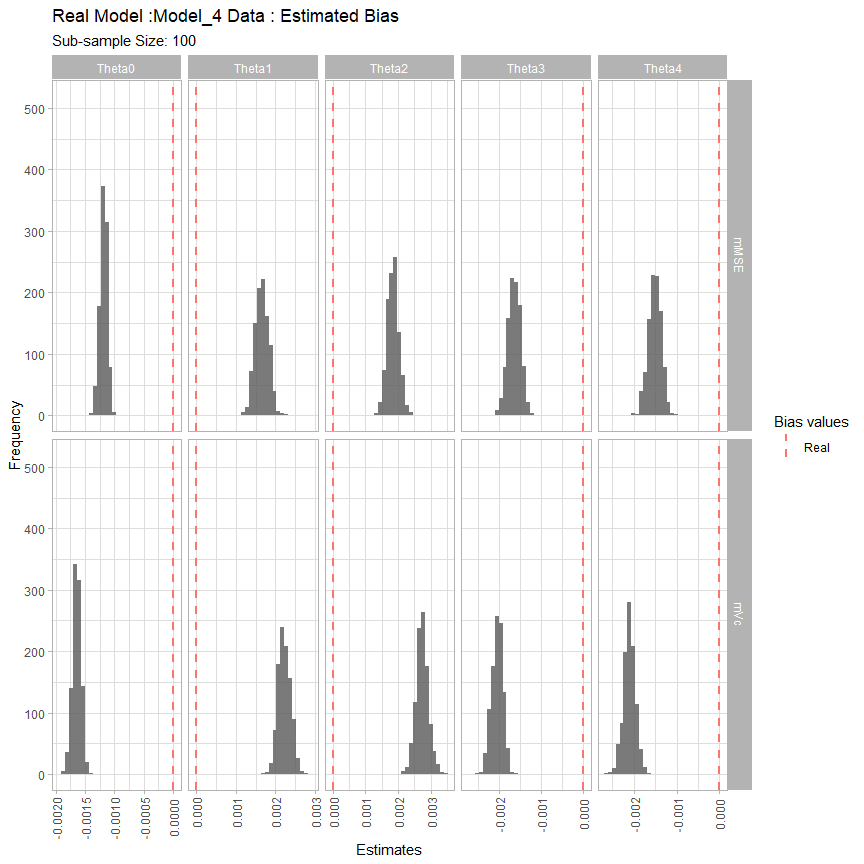 Real Model :Model_4 Data : Estimated Bias
Sub-sample Size: 100
Theta0 Theta1 Theta2 Theta3 Theta4
Frequency
500
400
300
200
100
0
mMSE
500
400
300
200
100
0
mVc
-0.0020 -0.0015 -0.0010 -0.0005 0.0000
0.000 0.001 0.002 0.003
0.000 0.001 0.002 0.003
-0.002 -0.001 0.000
-0.002 -0.001 0.000
Estimates
Bias values
Real